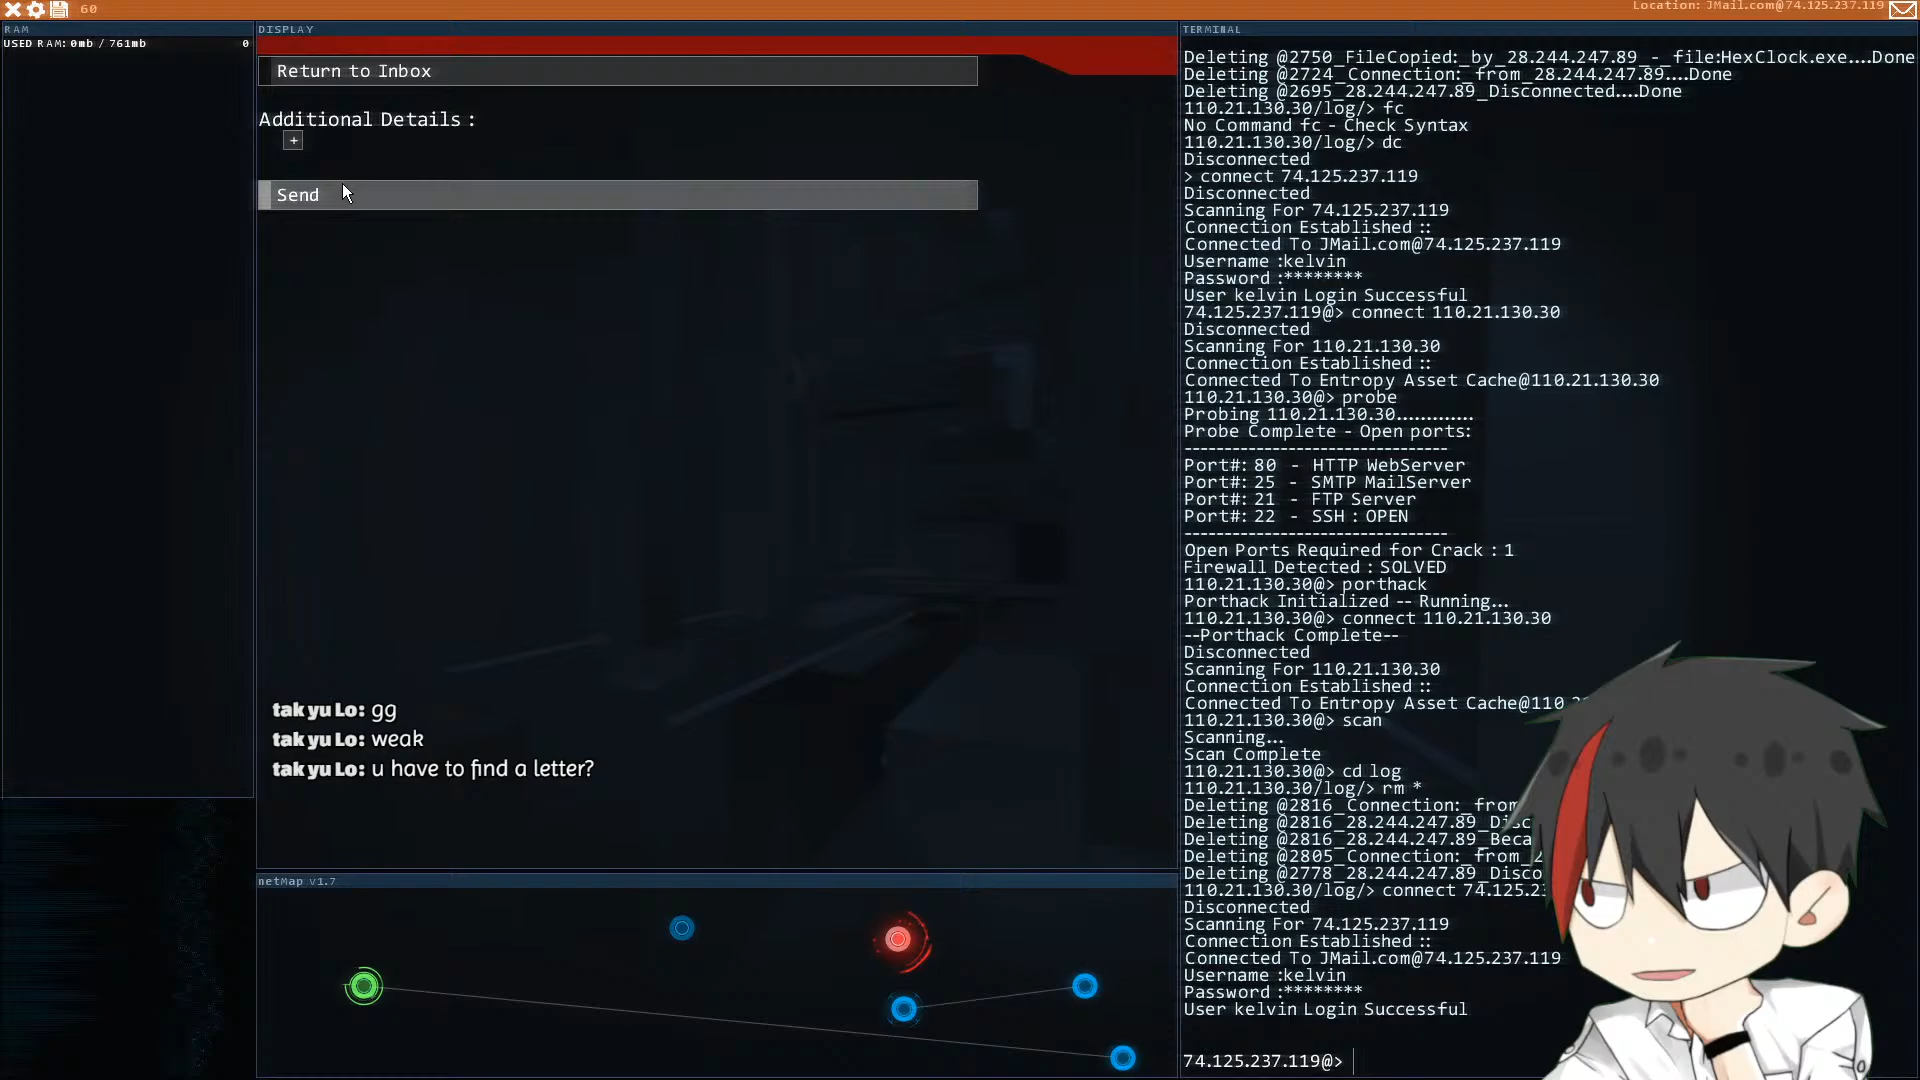 60
Location: JMail.com@74.125.237.119
RAM
USED RAM: 0mb / 761mb
0
DISPLAY
Return to Inbox
Additional Details :
+
Send
tak yu Lo: gg
tak yu Lo: weak
tak yu Lo: u have to find a letter?
netMap v1.7
TERMINAL
Deleting @2750_FileCopied:_by_28.244.247.89_-_file:HexClock.exe....Done
Deleting @2724_Connection:_from_28.244.247.89....Done
Deleting @2695_28.244.247.89_Disconnected....Done
110.21.130.30/log/> fc
No Command fc - Check Syntax
110.21.130.30/log/> dc
Disconnected
> connect 74.125.237.119
Disconnected
Scanning For 74.125.237.119
Connection Established ::
Connected To JMail.com@74.125.237.119
Username :kelvin
Password :********
User kelvin Login Successful
74.125.237.119@> connect 110.21.130.30
Disconnected
Scanning For 110.21.130.30
Connection Established ::
Connected To Entropy Asset Cache@110.21.130.30
110.21.130.30@> probe
Probing 110.21.130.30.............
Probe Complete - Open ports:
---------------------------------
Port#: 80 - HTTP WebServer
Port#: 25 - SMTP MailServer
Port#: 21 - FTP Server
Port#: 22 - SSH : OPEN
---------------------------------
Open Ports Required for Crack : 1
Firewall Detected : SOLVED
110.21.130.30@> porthack
Porthack Initialized -- Running...
110.21.130.30@> connect 110.21.130.30
--Porthack Complete--
Disconnected
Scanning For 110.21.130.30
Connection Established ::
Connected To Entropy Asset Cache@110
110.21.130.30@> scan
Scanning...
Scan Complete
110.21.130.30@> cd log
110.21.130.30/log/> rm *
Deleting @2816_Connection:_from
Deleting @2816_28.244.247.89_Disc
Deleting @2816_28.244.247.89_Beca
Deleting @2805_Connection:_from_2
Deleting @2778_28.244.247.89_Disco
110.21.130.30/log/> connect 74.125.23
Disconnected
Scanning For 74.125.237.119
Connection Established ::
Connected To JMail.com@74.125.237.119
Username :kelvin
Password :********
User kelvin Login Successful
74.125.237.119@>